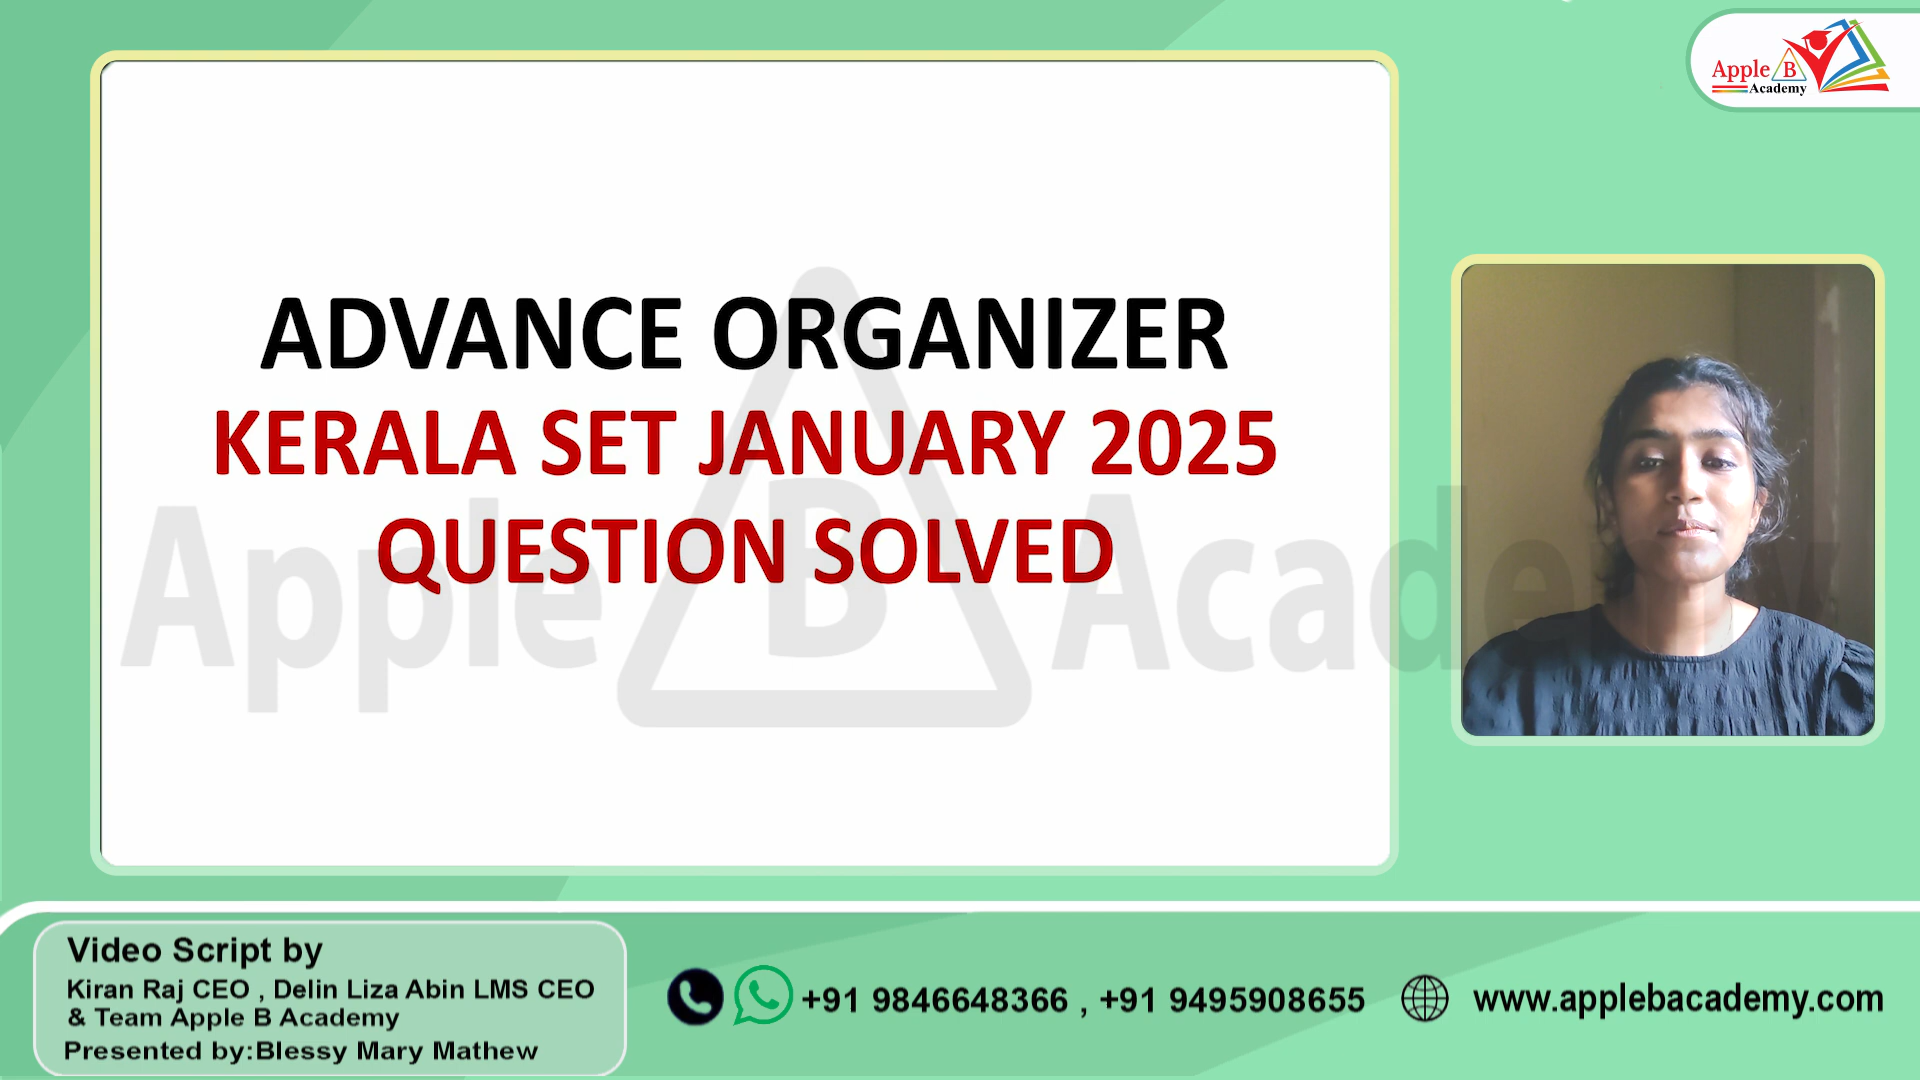 Apple B
Academy
ADVANCE ORGANIZER
KERALA SET JANUARY 2025
QUESTION SOLVED
Apple B Academy
Video Script by
Kiran Raj CEO , Delin Liza Abin LMS CEO
& Team Apple B Academy
Presented by:Blessy Mary Mathew
+91 9846648366 , +91 9495908655
www.applebacademy.com